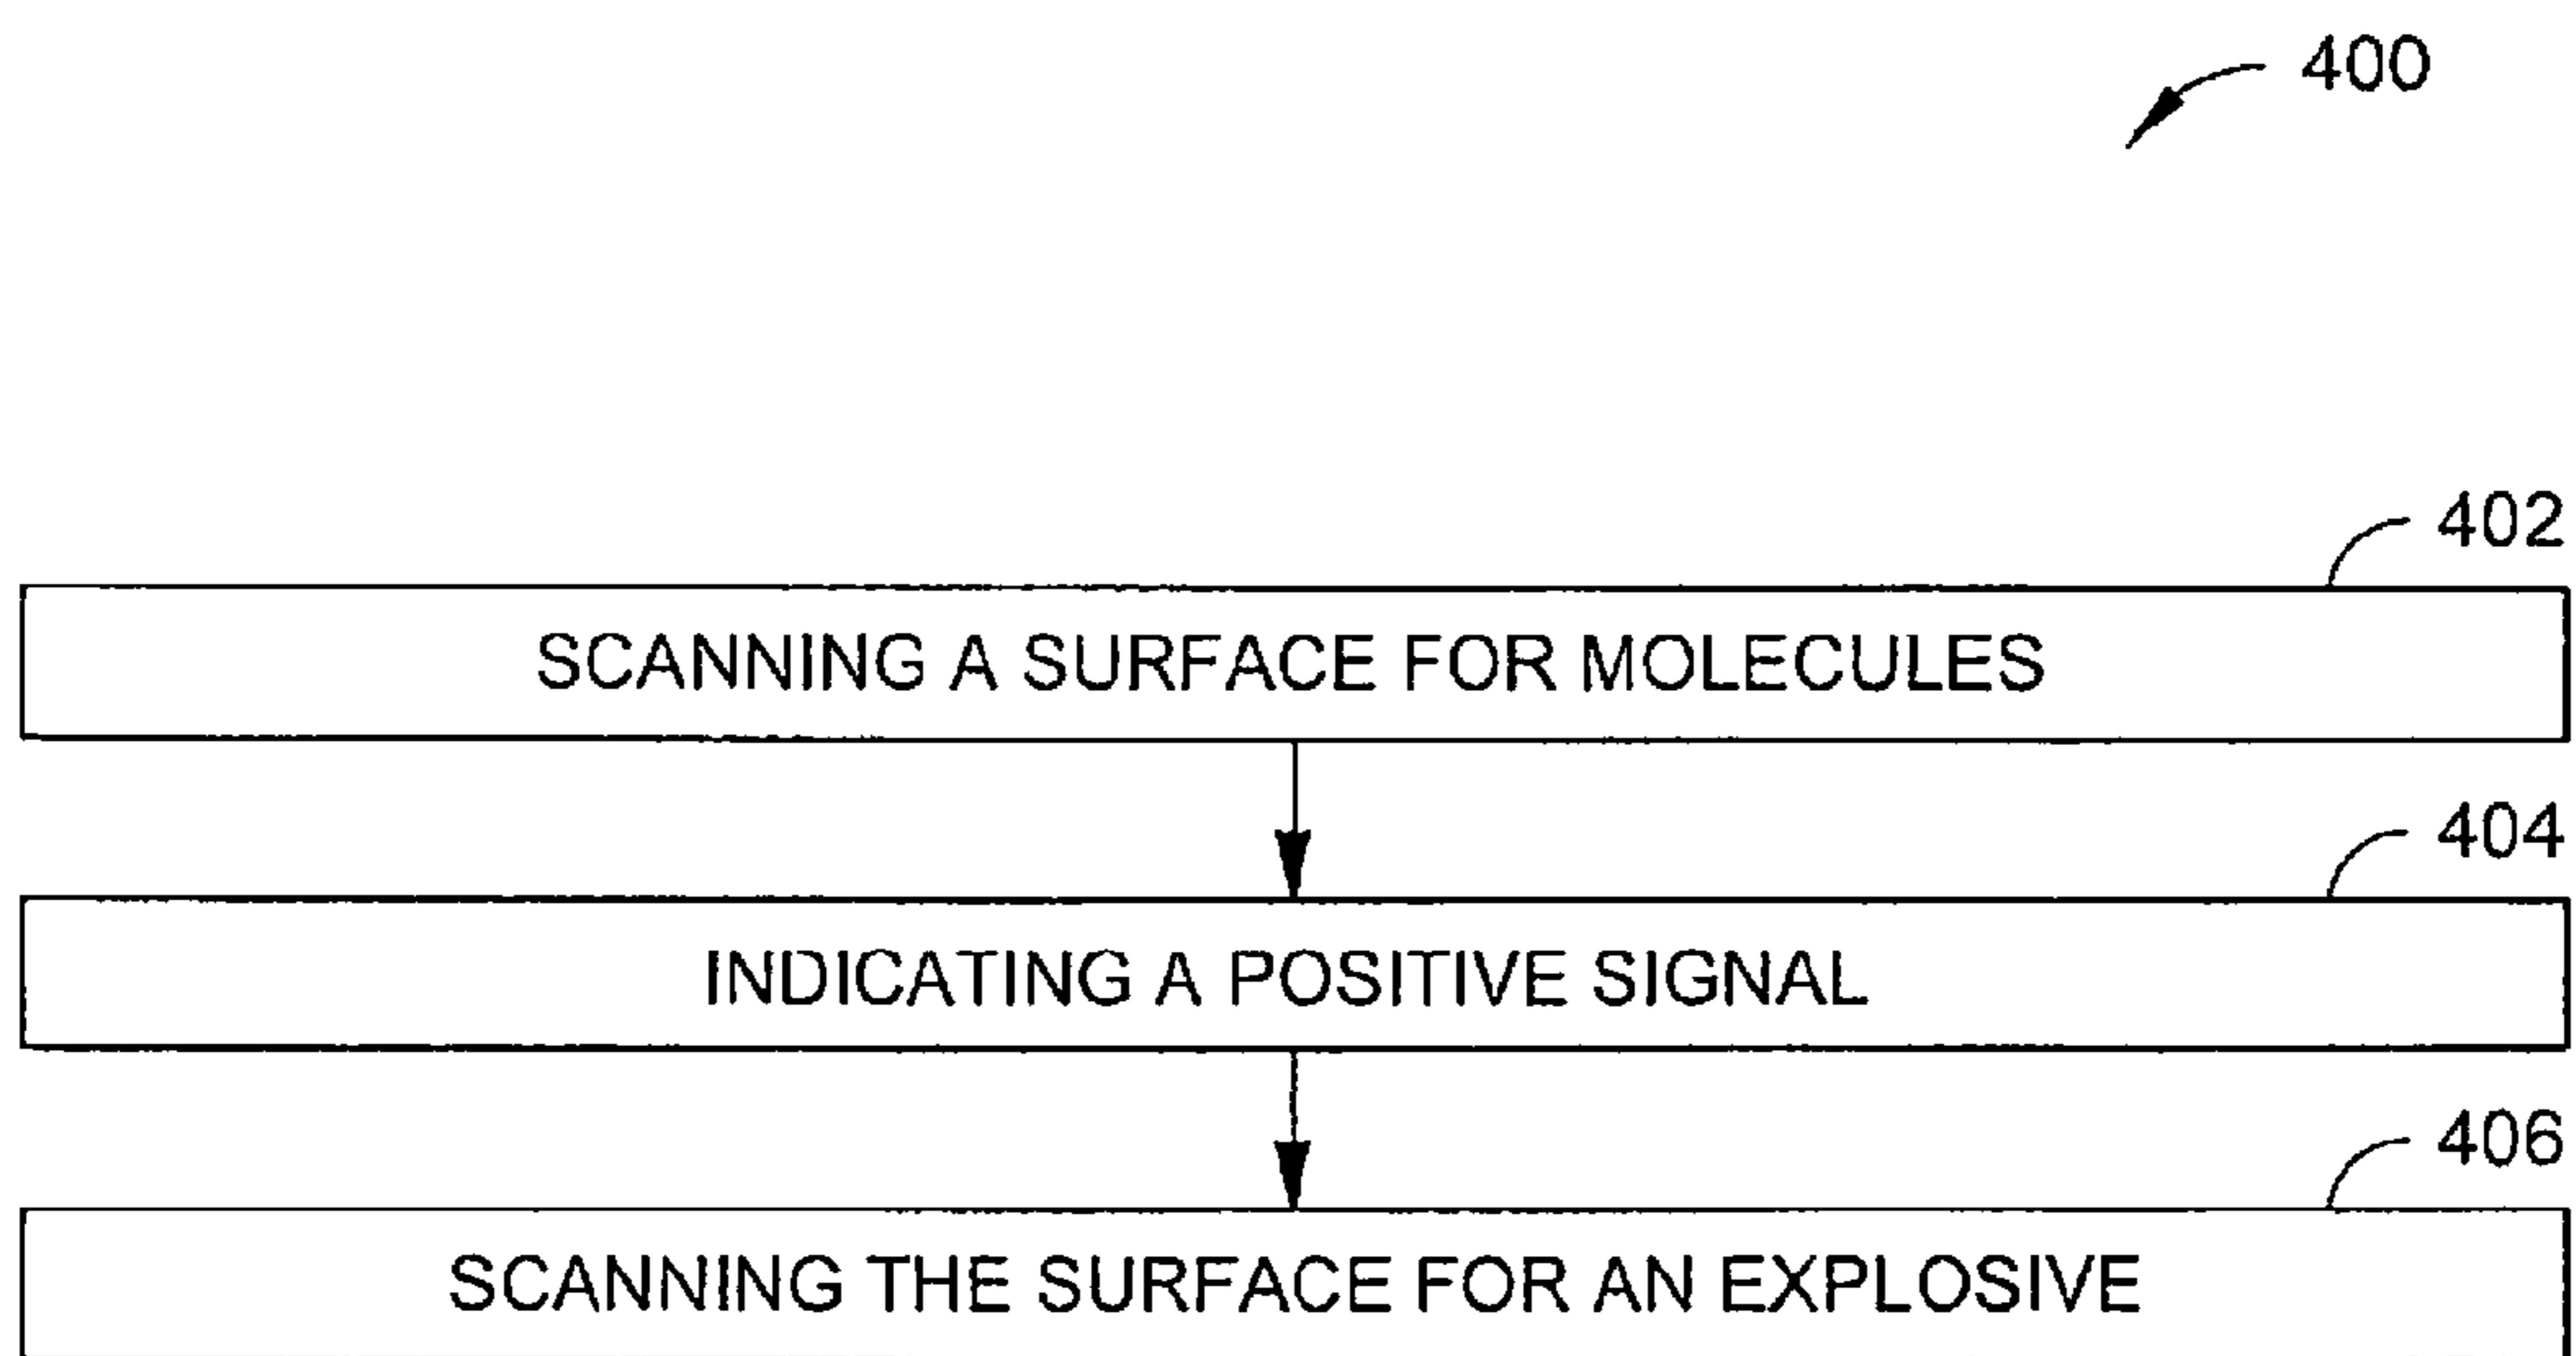 400
402
SCANNING A SURFACE FOR MOLECULES
404
INDICATING A POSITIVE SIGNAL
406
SCANNING THE SURFACE FOR AN EXPLOSIVE